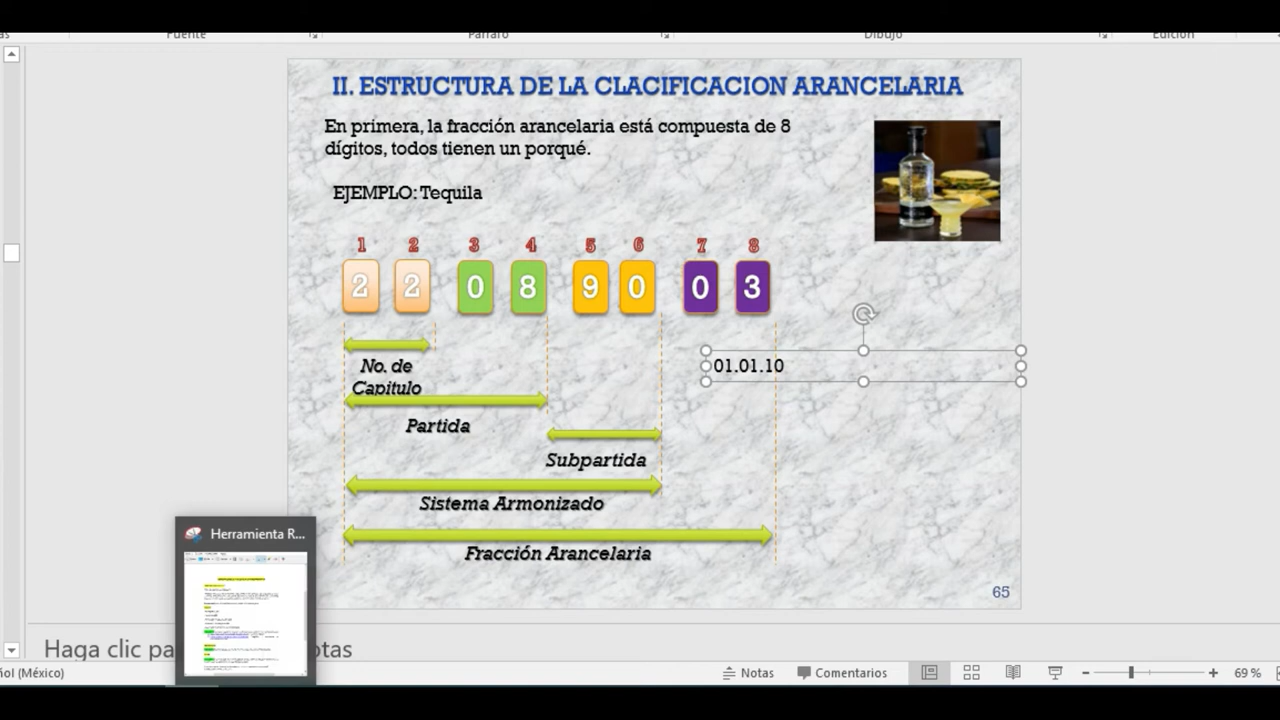 Fuente
Párrafo
Dibujo
Edición
II. ESTRUCTURA DE LA CLACIFICACION ARANCELARIA
En primera, la fracción arancelaria está compuesta de 8
dígitos, todos tienen un porqué.
EJEMPLO: Tequila
1 2 3 4 5 6 7 8
2 2 0 8 9 0 0 3
01.01.10
No. de
Capitulo
Partida
Subpartida
Sistema Armonizado
Fracción Arancelaria
65
Herramienta R...
Haga clic pa otas
ñol (México)
Notas
Comentarios
69 %